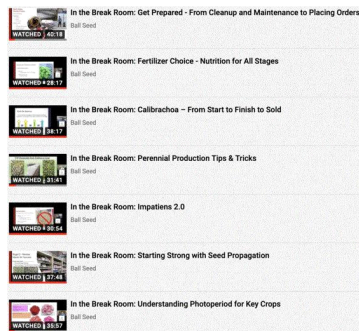 WATCHED 40:18
In the Break Room: Get Prepared - From Cleanup and Maintenance to Placing Orders
Ball Seed
WATCHED 28:17
In the Break Room: Fertilizer Choice - Nutrition for All Stages
Ball Seed
WATCHED 38:17
In the Break Room: Calibrachoa – From Start to Finish to Sold
Ball Seed
WATCHED 31:41
In the Break Room: Perennial Production Tips & Tricks
Ball Seed
WATCHED 30:54
In the Break Room: Impatiens 2.0
Ball Seed
WATCHED 37:48
In the Break Room: Starting Strong with Seed Propagation
Ball Seed
WATCHED 35:57
In the Break Room: Understanding Photoperiod for Key Crops
Ball Seed